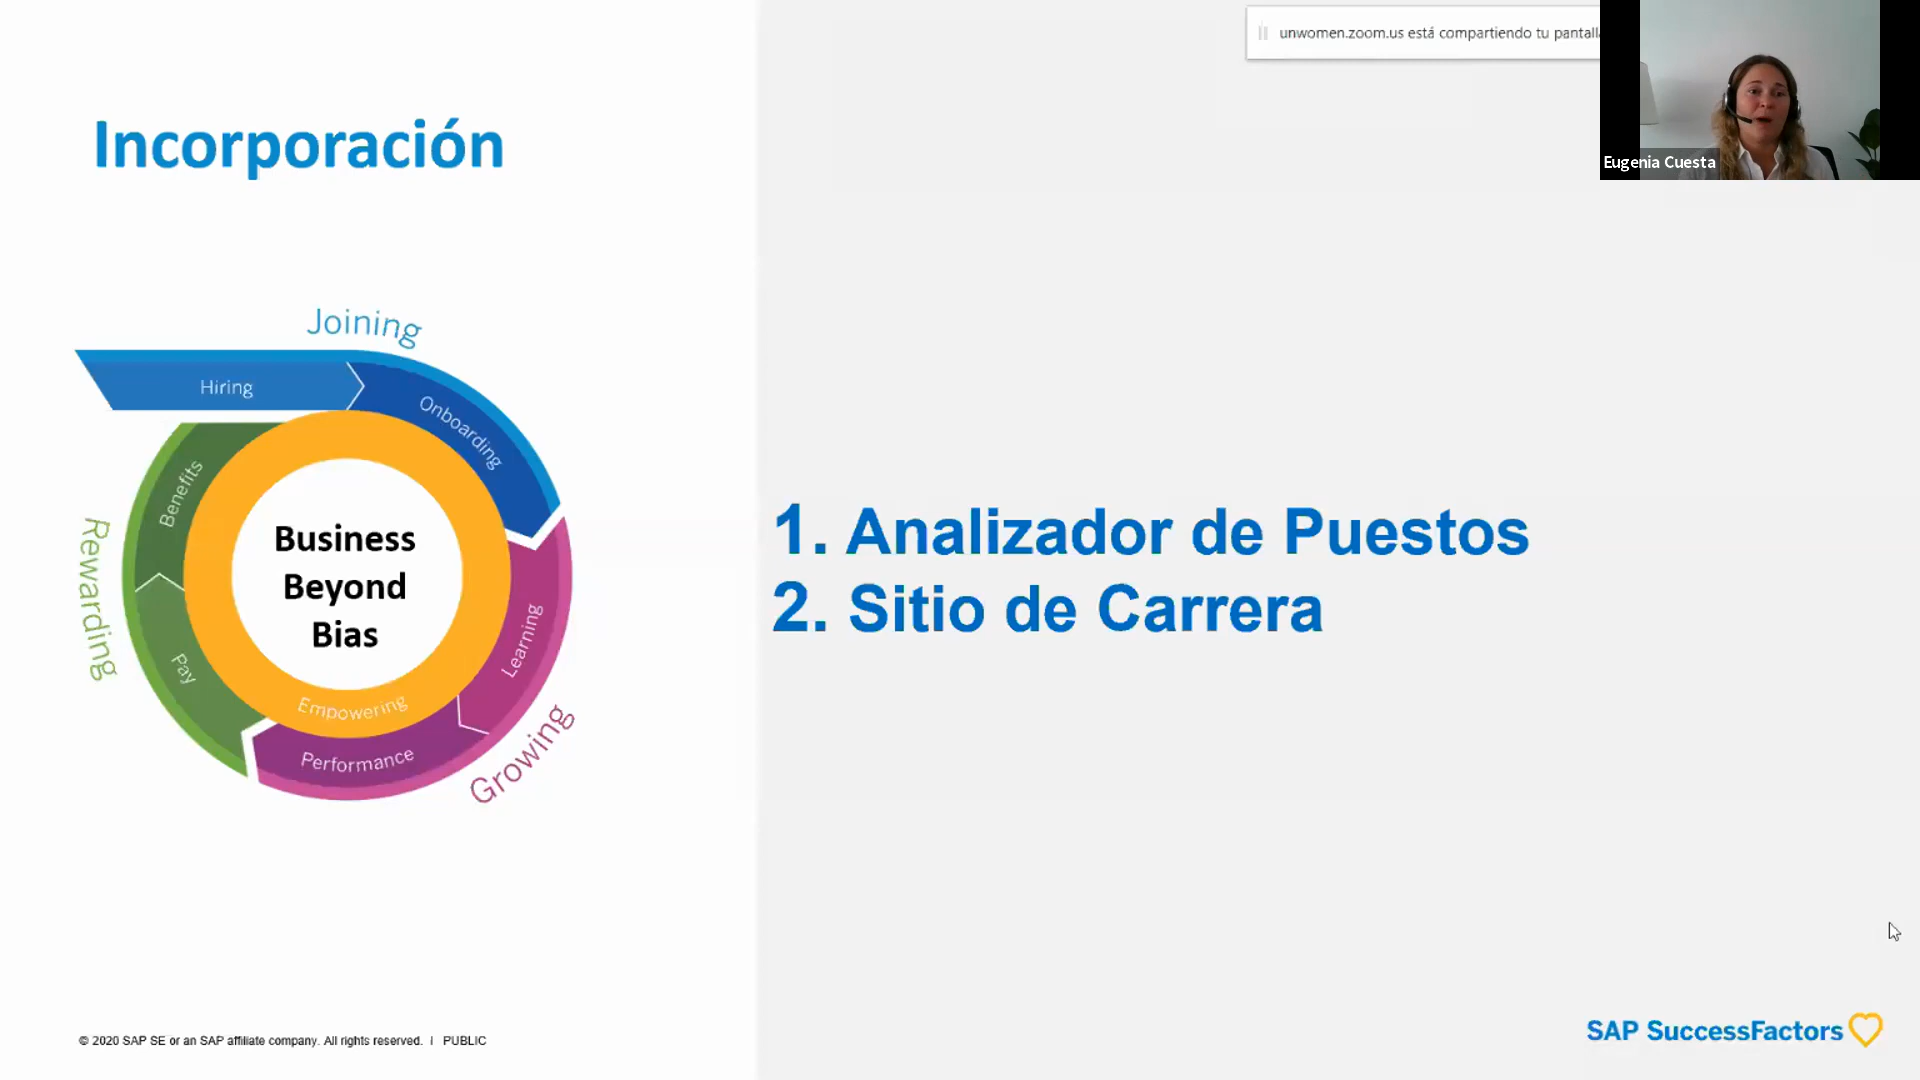 unwomen.zoom.us está compartiendo tu pantall
Eugenia Cuesta
Incorporación
Joining
Hiring
Onboarding
Benefits
Rewarding
Business
Beyond
Bias
Learning
Pay
Empowering
Performance
Growing
1. Analizador de Puestos
2. Sitio de Carrera
© 2020 SAP SE or an SAP affiliate company. All rights reserved. I PUBLIC
SAP SuccessFactors